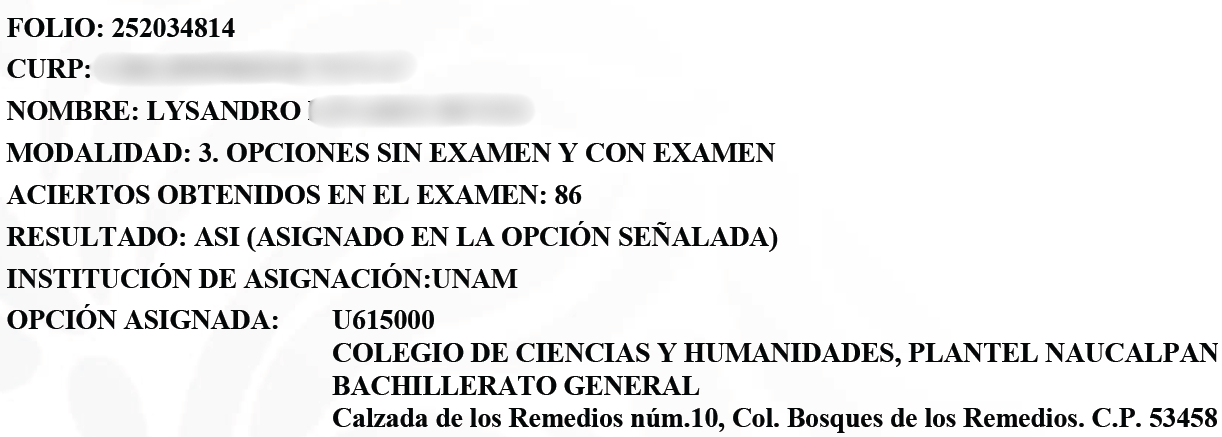 FOLIO: 252034814
CURP:
NOMBRE: LYSANDRO
MODALIDAD: 3. OPCIONES SIN EXAMEN Y CON EXAMEN
ACIERTOS OBTENIDOS EN EL EXAMEN: 86
RESULTADO: ASI (ASIGNADO EN LA OPCIÓN SEÑALADA)
INSTITUCIÓN DE ASIGNACIÓN:UNAM
OPCIÓN ASIGNADA: U615000
COLEGIO DE CIENCIAS Y HUMANIDADES, PLANTEL NAUCALPAN
BACHILLERATO GENERAL
Calzada de los Remedios núm.10, Col. Bosques de los Remedios. C.P. 53458